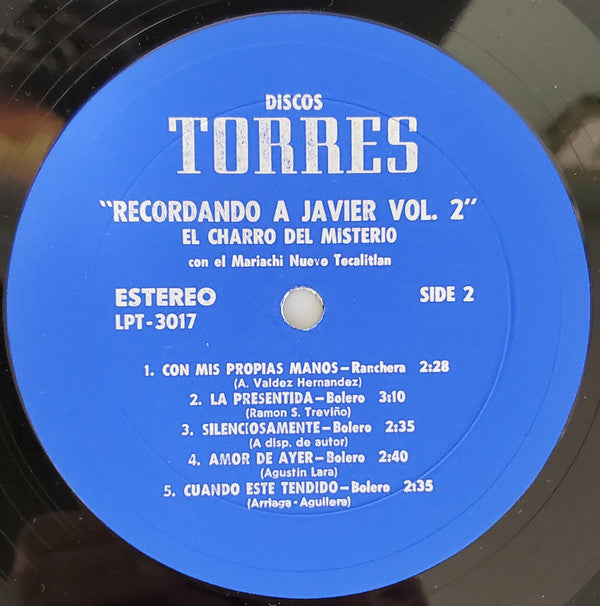 DISCOS
TORRES
"RECORDANDO A JAVIER VOL. 2"
EL CHARRO DEL MISTERIO
con el Mariachi Nuevo Tecalitlan
ESTEREO SIDE 2
LPT-3017
1. CON MIS PROPIAS MANOS—Ranchera 2:28
(A. Valdez Hernandez)
2. LA PRESENTIDA—Bolero 3:10
(Ramon S. Treviño)
3. SILENCIOSAMENTE—Bolero 2:35
(A disp. de autor)
4. AMOR DE AYER—Bolero 2:40
(Agustin Lara)
5. CUANDO ESTE TENDIDO—Bolero 2:35
(Arriaga-Aguilera)